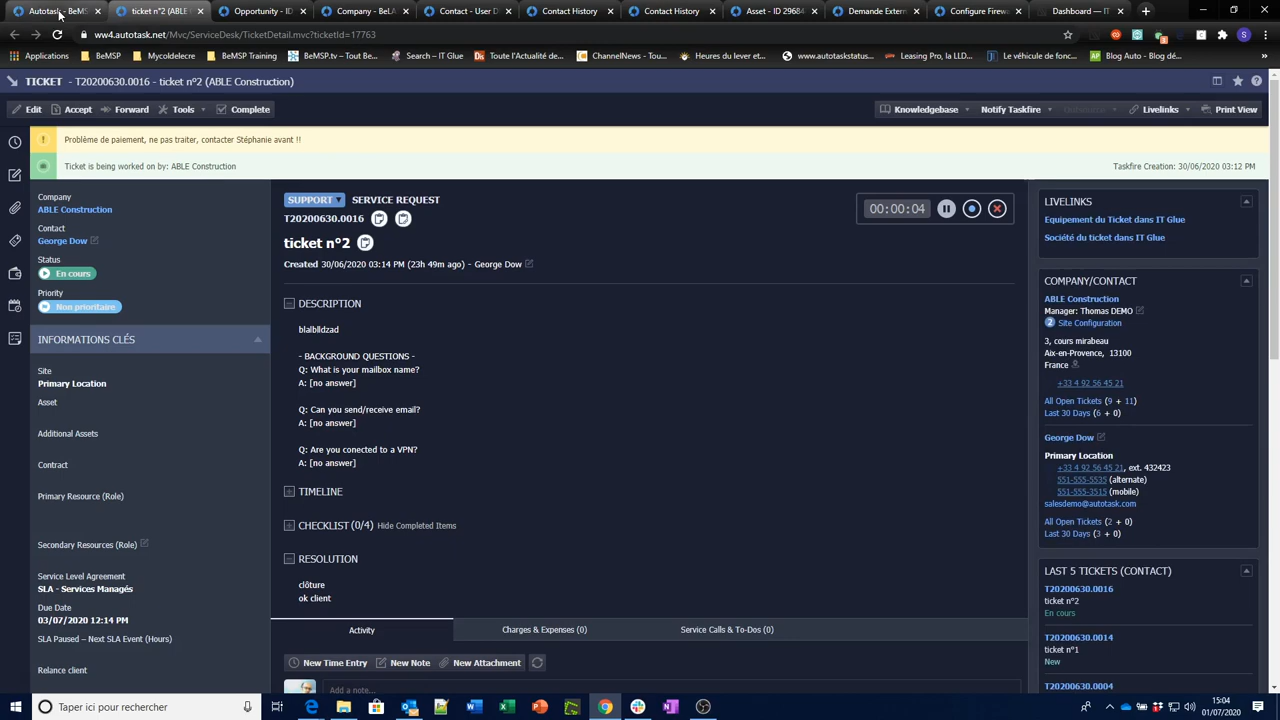 Autotask - BeMS
ticket n°2 (ABLE
Opportunity - ID
Company - BeLA
Contact - User D
Contact History
Contact History
Asset - ID 29684
Demande Extern
Configure Reviev
Dashboard — IT
ww4.autotask.net/Mvc/ServiceDesk/TicketDetail.mvc?ticketId=17763
Applications
BeMSP
Mycoldelecre
BeMSP Training
BeMSP.tv – Tout l'...
Search – IT Glue
Toute l'Actualité de...
ChannelNews - Tou...
Heures du lever et...
www.autotaskstatus...
Leasing Pro, la LLD...
Le véhicule de fonc...
Blog Auto - Blog dé...
TICKET - T20200630.0016 - ticket n°2 (ABLE Construction)
Edit
Accept
Forward
Tools
Complete
Knowledgebase
Notify Taskfire
Outsource
Livelinks
Print View
Problème de paiement, ne pas traiter, contacter Stéphanie avant !!
Ticket is being worked on by: ABLE Construction
Taskfire Creation: 30/06/2020 03:12 PM
Company
ABLE Construction
Contact
George Dow
Status
En cours
Priority
Non prioritaire
INFORMATIONS CLÉS
Site
Primary Location
Asset
Additional Assets
Contract
Primary Resource (Role)
Secondary Resources (Role)
Service Level Agreement
SLA - Services Managés
Due Date
03/07/2020 12:14 PM
SLA Paused – Next SLA Event (Hours)
Relance client
SUPPORT
SERVICE REQUEST
T20200630.0016
ticket n°2
Created 30/06/2020 03:14 PM (23h 49m ago) - George Dow
00:00:04
DESCRIPTION
blalblldzad
- BACKGROUND QUESTIONS -
Q: What is your mailbox name?
A: [no answer]
Q: Can you send/receive email?
A: [no answer]
Q: Are you conected to a VPN?
A: [no answer]
TIMELINE
CHECKLIST (0/4) Hide Completed Items
RESOLUTION
clôture
ok client
Activity
Charges & Expenses (0)
Service Calls & To-Dos (0)
New Time Entry
New Note
New Attachment
Add a note...
LIVELINKS
Equipement du Ticket dans IT Glue
Société du ticket dans IT Glue
COMPANY/CONTACT
ABLE Construction
Manager: Thomas DEMO
2 Site Configuration
3, cours mirabeau
Aix-en-Provence, 13100
France
+33 4 92 56 45 21
All Open Tickets (9 + 11)
Last 30 Days (6 + 0)
George Dow
Primary Location
+33 4 92 56 45 21, ext. 432423
551-555-5535 (alternate)
551-555-3515 (mobile)
salesdemo@autotask.com
All Open Tickets (2 + 0)
Last 30 Days (3 + 0)
LAST 5 TICKETS (CONTACT)
T20200630.0016
ticket n°2
En cours
T20200630.0014
ticket n°1
New
T20200630.0004
Taper ici pour rechercher
15:04
01/07/2020